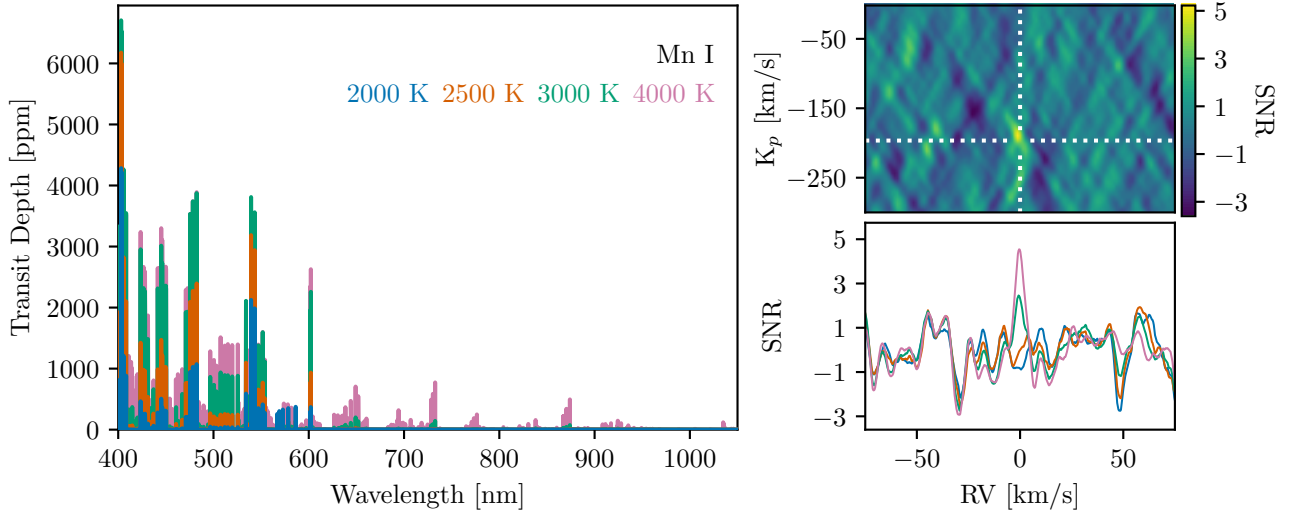 Mn I
2000 K 2500 K 3000 K 4000 K
Transit Depth [ppm]
6000
5000
4000
3000
2000
1000
0
400 500 600 700 800 900 1000
Wavelength [nm]
K_p [km/s]
−50
−150
−250
5
3
1
−1
−3
SNR
SNR
5
3
1
−1
−3
−50 0 50
RV [km/s]